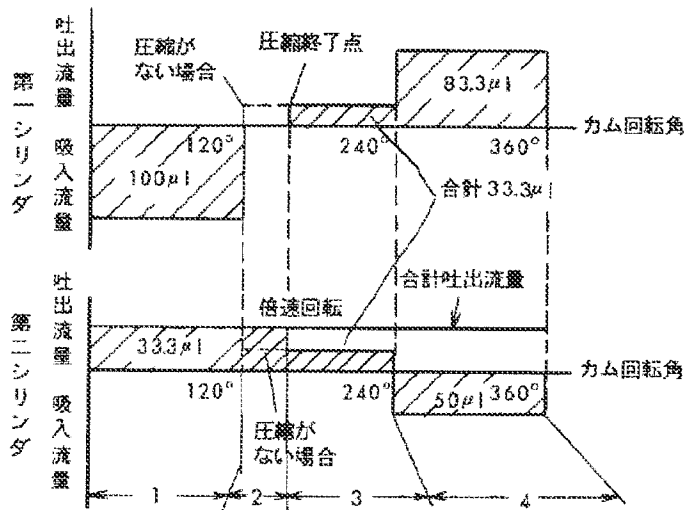 第一シリンダ
吐出流量
吸入流量
圧縮が
ない場合
圧縮終了点
83.3μl
カム回転角
120°
240°
360°
100μl
合計33.3μl
第二シリンダ
吐出流量
吸入流量
倍速回転
合計吐出流量
33.3μl
カム回転角
120°
240°
360°
50μl
圧縮が
ない場合
1
2
3
4